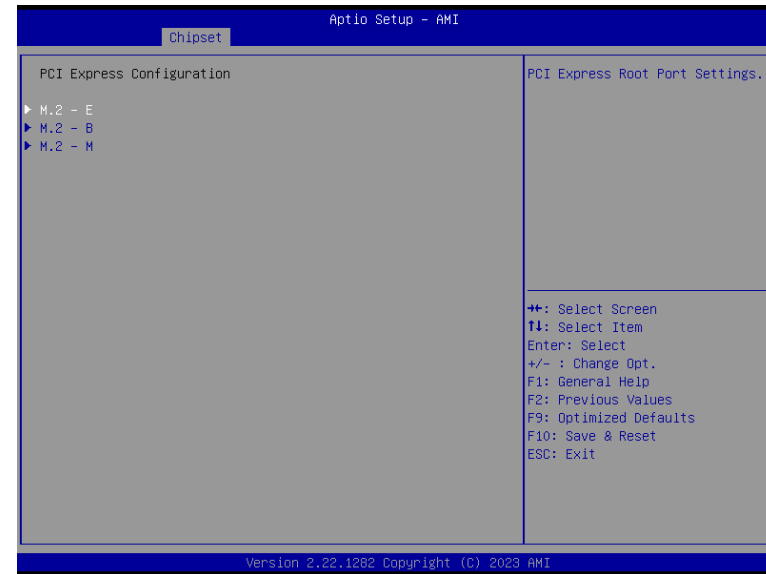 Aptio Setup – AMI
Chipset
PCI Express Configuration
▶ M.2 – E
▶ M.2 – B
▶ M.2 – M
PCI Express Root Port Settings.
→←: Select Screen
↑↓: Select Item
Enter: Select
+/– : Change Opt.
F1: General Help
F2: Previous Values
F9: Optimized Defaults
F10: Save & Reset
ESC: Exit
Version 2.22.1282 Copyright (C) 2023 AMI